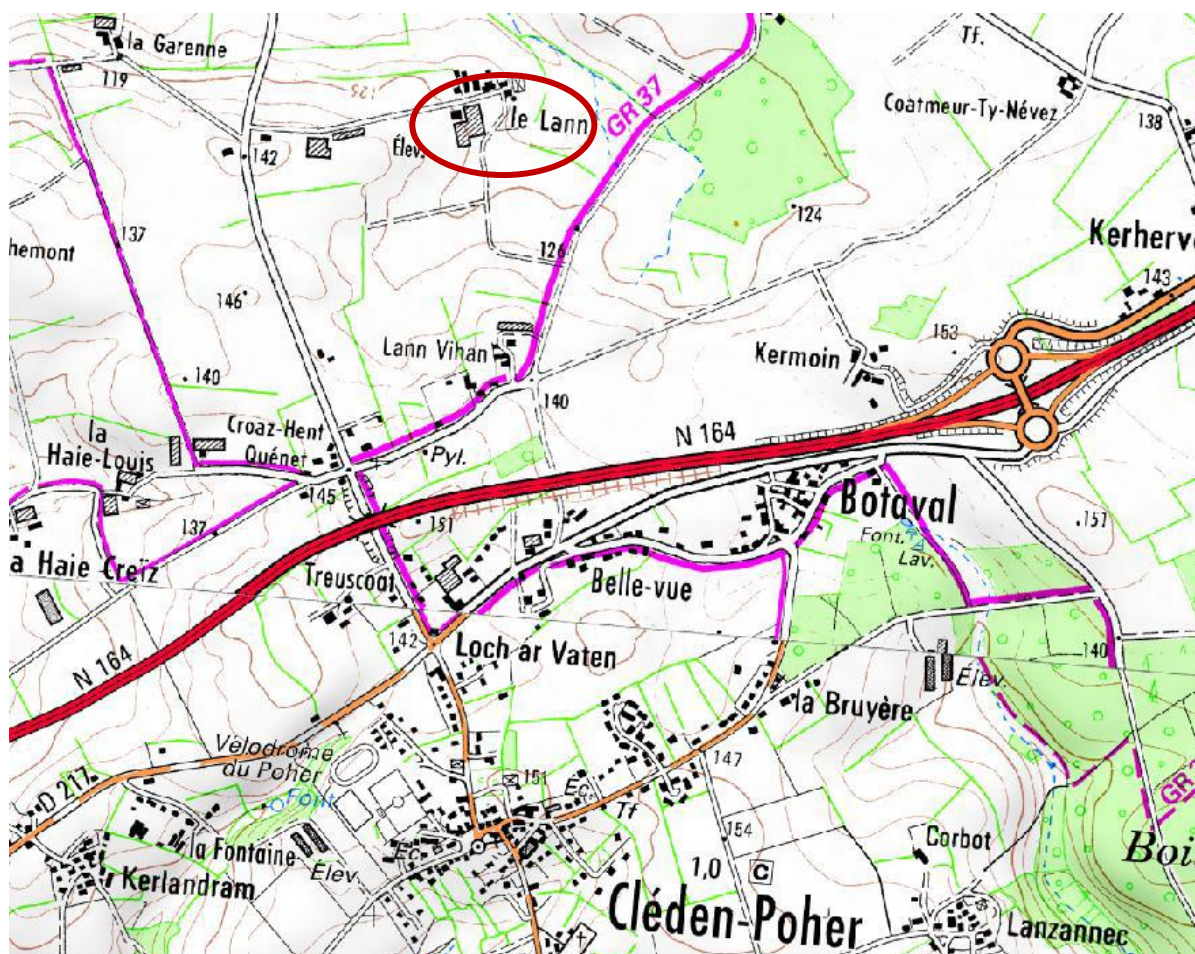 la Garenne
Tf.
119
125
le Lann
GR 37
Coatmeur-Ty-Névez
Élev.
138
142
124
137
126
hemont
Kerherv
143
146
153
Lann Vihan
Kermoin
140
140
Croaz-Hent
Quénet
la
Haie-Louis
N 164
Pyl.
145
Botaval
137
151
157
Font.
Lav.
a Haie Creïz
Treuscoat
Belle-vue
142
Loch ar Vaten
140
N 164
Élev.
la Bruyère
Vélodrome
du Poher
147
D 217
Font.
151
Éc.
GR
Tf
154
Corbot
la Fontaine
Éc.
Boi
Élev.
1,0
C
Kerlandram
Cléden-Poher
Lanzannec